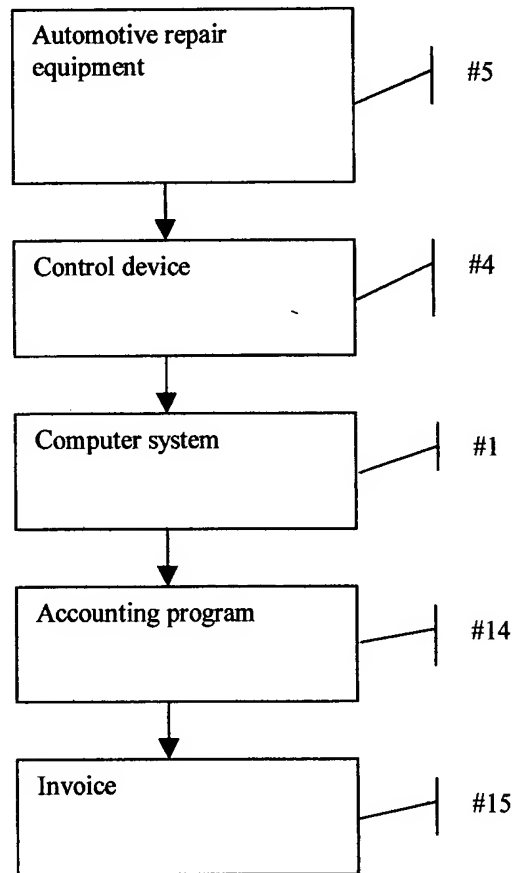 Automotive repair
equipment
#5
Control device
#4
Computer system
#1
Accounting program
#14
Invoice
#15